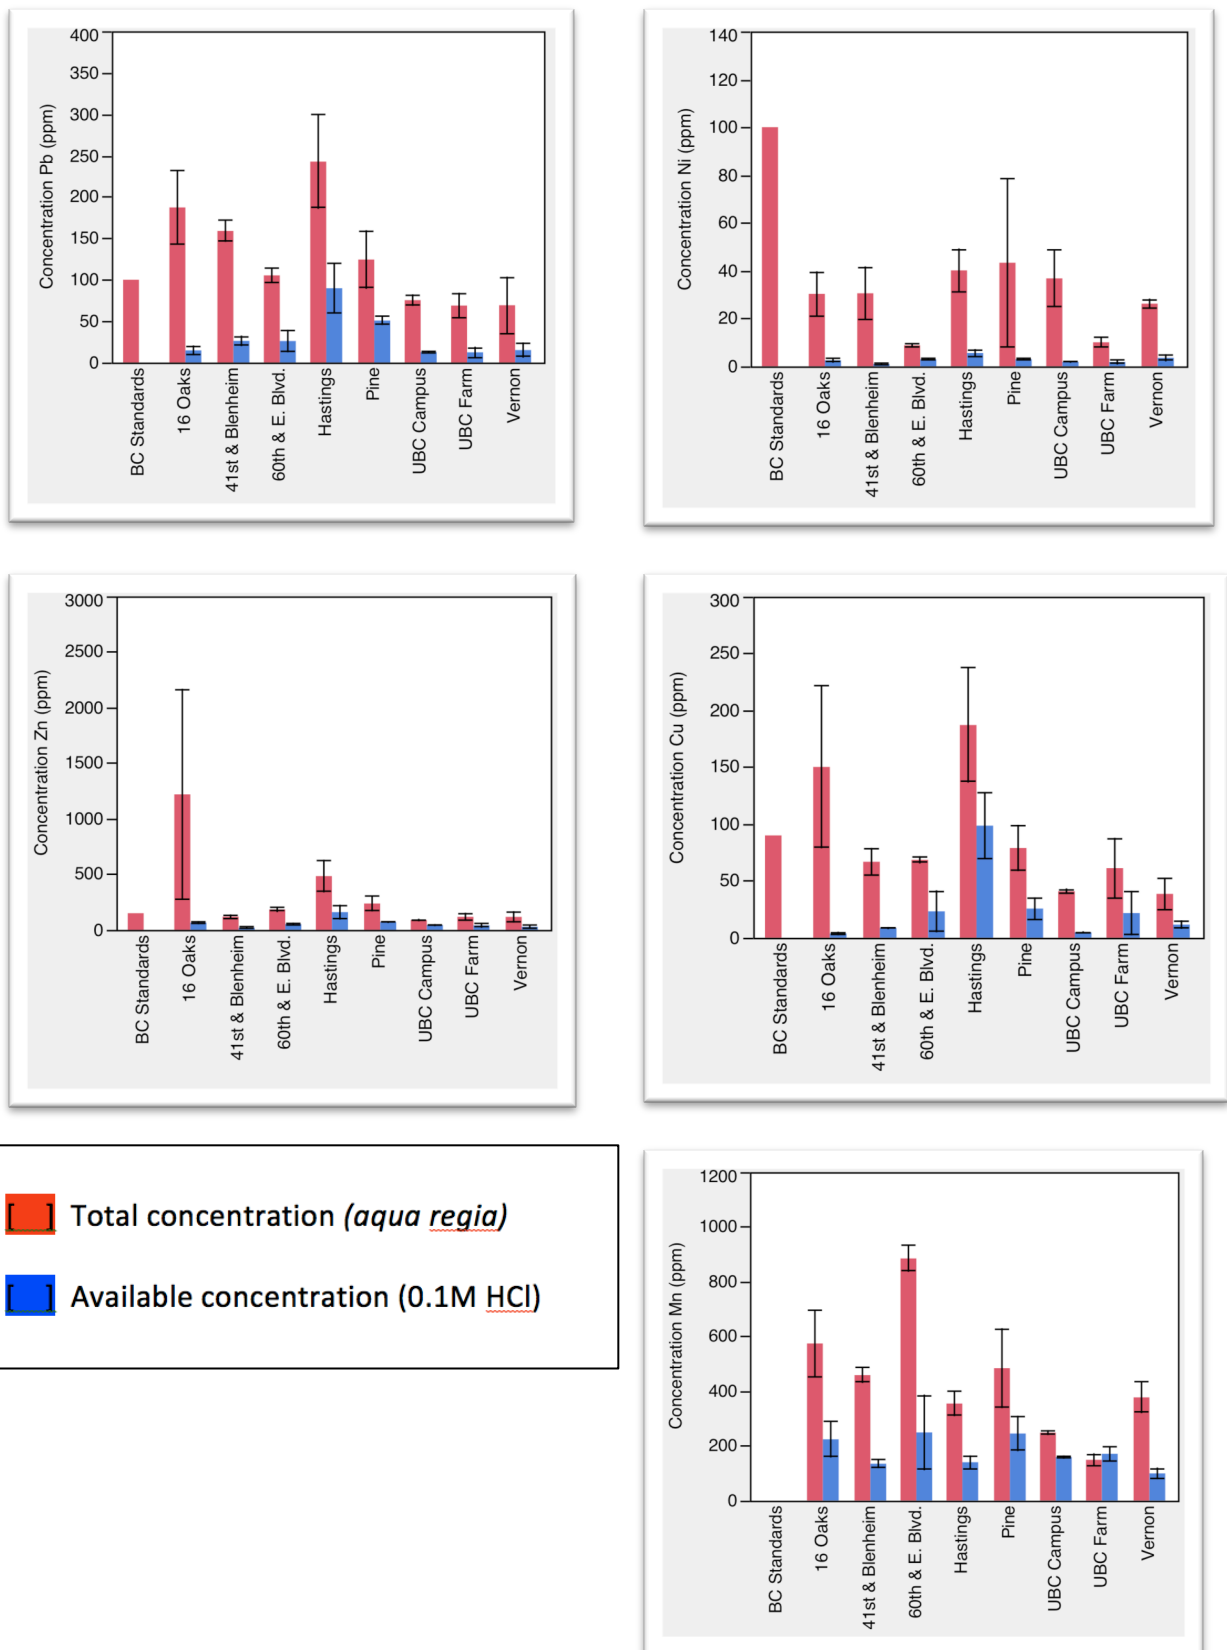 400
350
300
250
200
150
100
50
0
Concentration Pb (ppm)
BC Standards
16 Oaks
41st & Blenheim
60th & E. Blvd.
Hastings
Pine
UBC Campus
UBC Farm
Vernon
140
120
100
80
60
40
20
0
Concentration Ni (ppm)
BC Standards
16 Oaks
41st & Blenheim
60th & E. Blvd.
Hastings
Pine
UBC Campus
UBC Farm
Vernon
3000
2500
2000
1500
1000
500
0
Concentration Zn (ppm)
BC Standards
16 Oaks
41st & Blenheim
60th & E. Blvd.
Hastings
Pine
UBC Campus
UBC Farm
Vernon
300
250
200
150
100
50
0
Concentration Cu (ppm)
BC Standards
16 Oaks
41st & Blenheim
60th & E. Blvd.
Hastings
Pine
UBC Campus
UBC Farm
Vernon
[ ] Total concentration (aqua regia)
[ ] Available concentration (0.1M HCl)
1200
1000
800
600
400
200
0
Concentration Mn (ppm)
BC Standards
16 Oaks
41st & Blenheim
60th & E. Blvd.
Hastings
Pine
UBC Campus
UBC Farm
Vernon